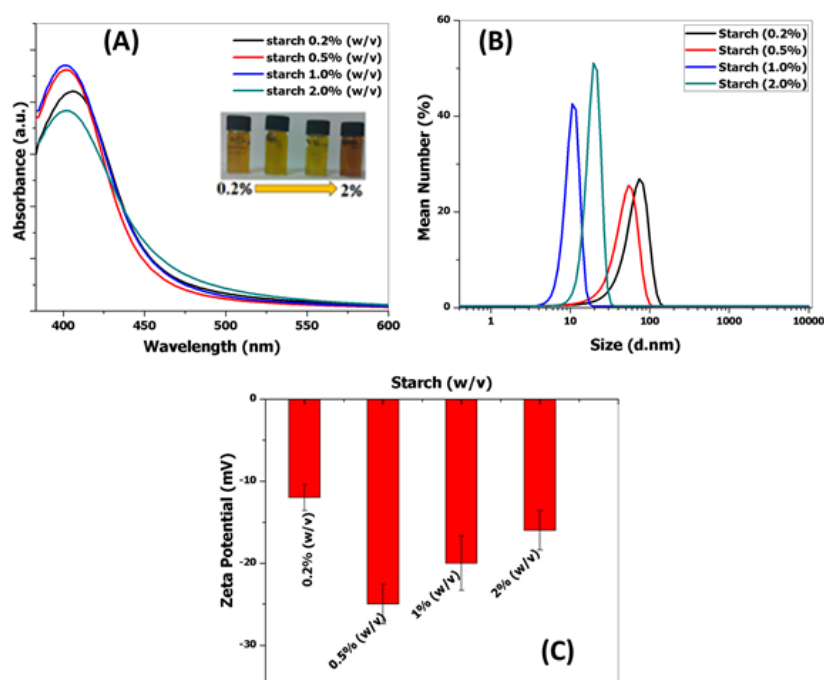 (A)
starch 0.2% (w/v)
starch 0.5% (w/v)
starch 1.0% (w/v)
starch 2.0% (w/v)
0.2%
2%
Absorbance (a.u.)
400
450
500
550
600
Wavelength (nm)
(B)
Starch (0.2%)
Starch (0.5%)
Starch (1.0%)
Starch (2.0%)
Mean Number (%)
60
40
20
0
1
10
100
1000
10000
Size (d.nm)
Starch (w/v)
Zeta Potential (mV)
0
-10
-20
-30
0.2% (w/v)
0.5% (w/v)
1% (w/v)
2% (w/v)
(C)